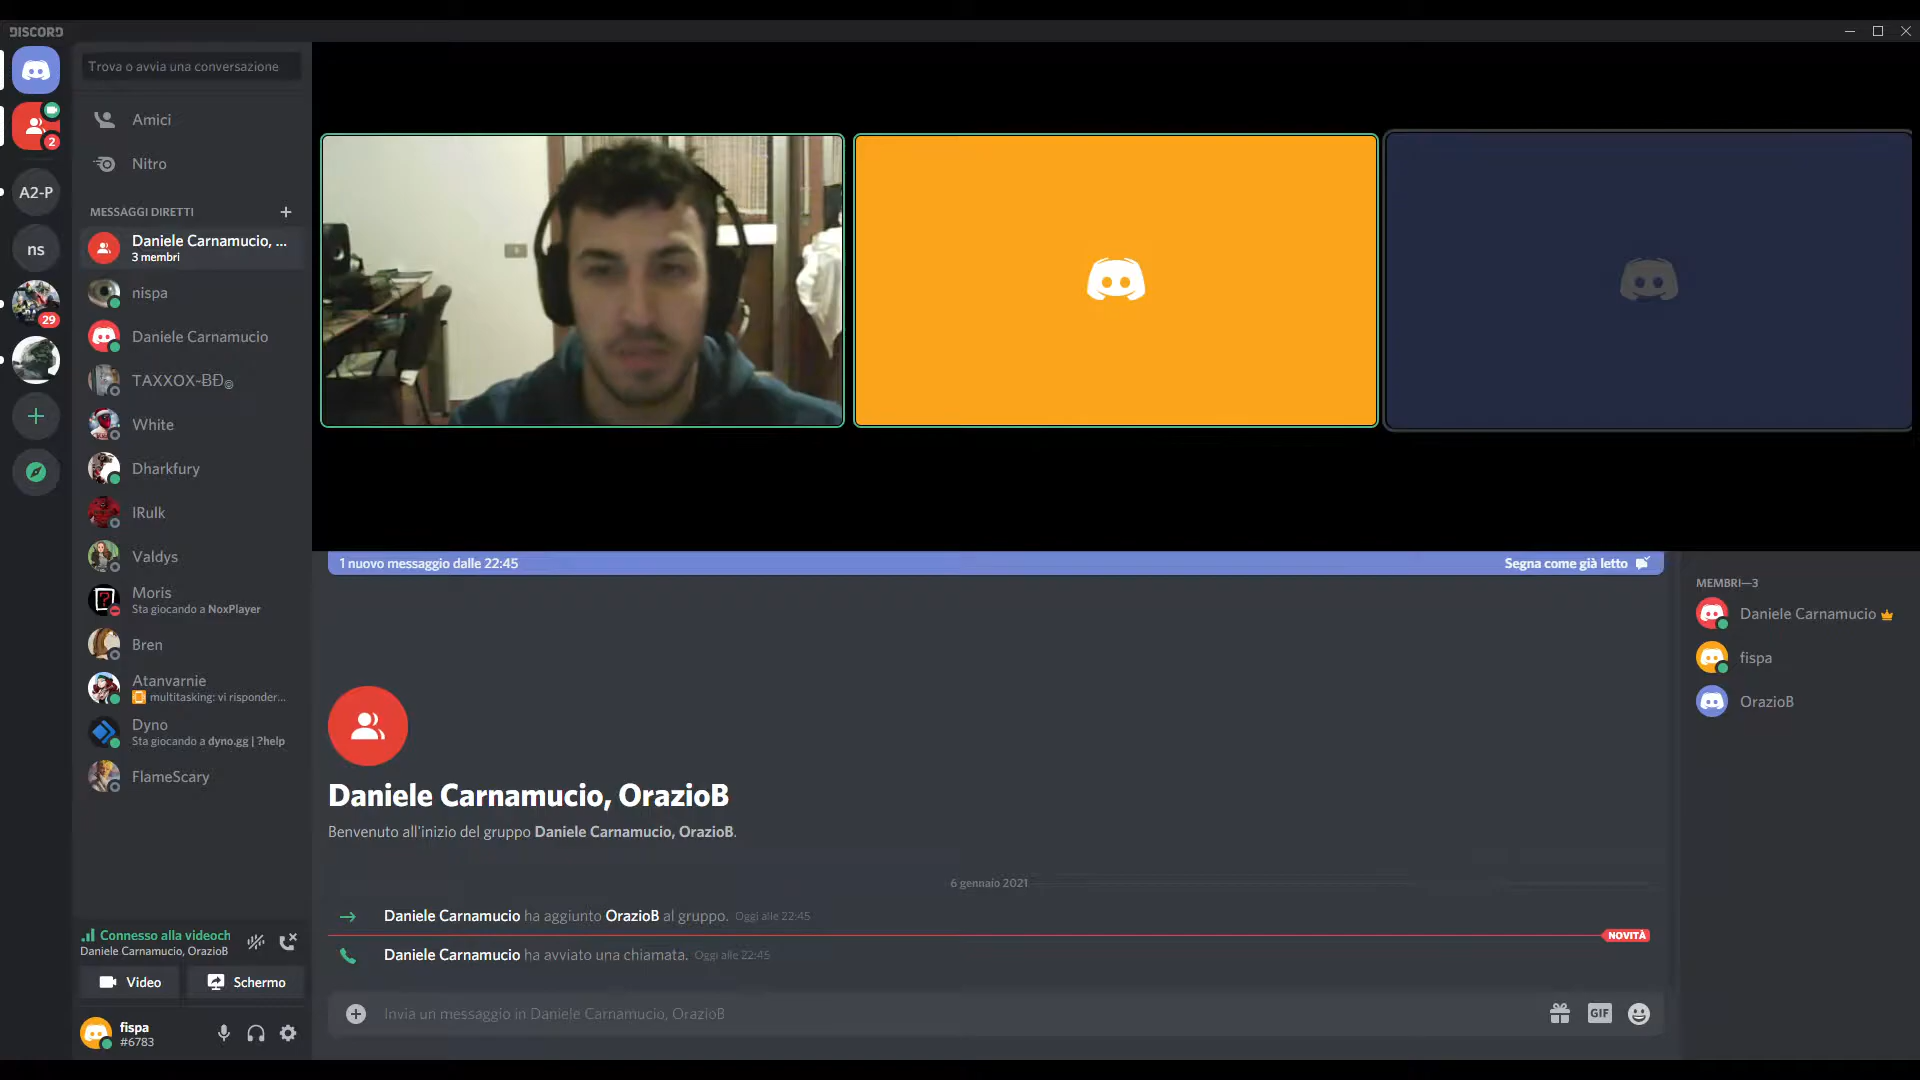 DISCORD
Trova o avvia una conversazione
Amici
Nitro
MESSAGGI DIRETTI
Daniele Carnamucio, ...
3 membri
nispa
Daniele Carnamucio
White
Dharkfury
IRulk
Valdys
Moris
Sta giocando a NoxPlayer
Bren
Atanvarnie
multitasking: vi risponder...
Dyno
Sta giocando a dyno.gg | ?help
FlameScary
2
A2-P
ns
29
Connesso alla videoch
Daniele Carnamucio, OrazioB
Video
Schermo
fispa
#6783
1 nuovo messaggio dalle 22:45
Segna come già letto
Daniele Carnamucio, OrazioB
Benvenuto all'inizio del gruppo Daniele Carnamucio, OrazioB.
6 gennaio 2021
Daniele Carnamucio ha aggiunto OrazioB al gruppo. Oggi alle 22:45
NOVITÀ
Daniele Carnamucio ha avviato una chiamata. Oggi alle 22:45
Invia un messaggio in Daniele Carnamucio, OrazioB
GIF
MEMBRI—3
Daniele Carnamucio
fispa
OrazioB